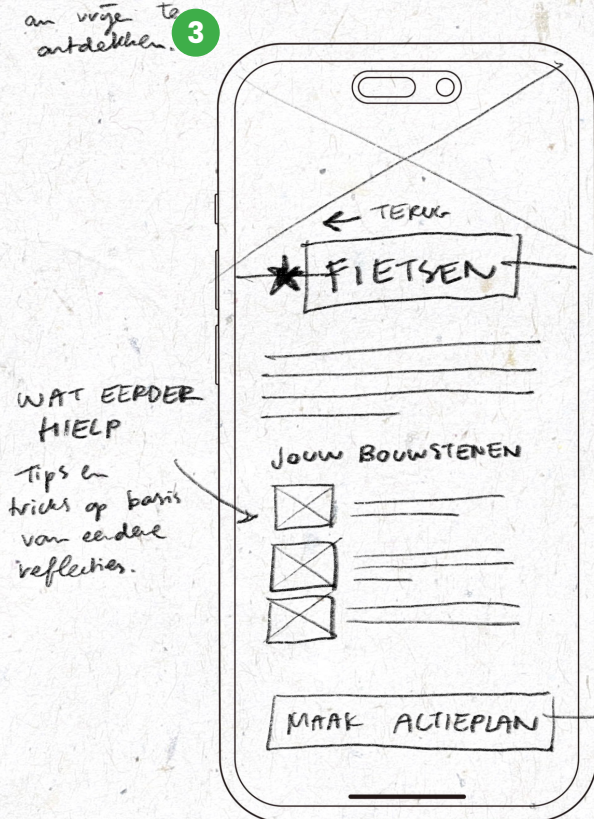 an vrije te
ontdekken.
3
← TERUG
FIETSEN
WAT EERDER
HIELP
Tips en
tricks op basis
van eerdere
reflecties.
JOUW BOUWSTENEN
MAAK ACTIEPLAN